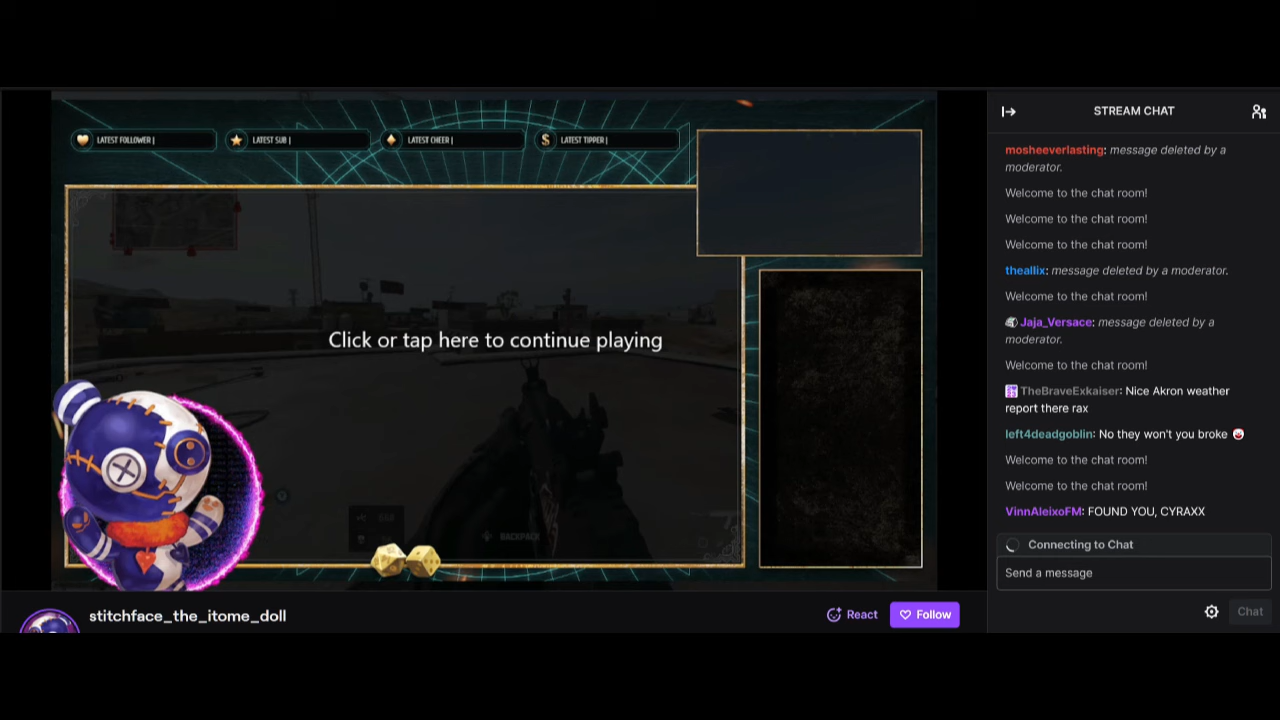 LATEST FOLLOWER |
LATEST SUB |
LATEST CHEER |
LATEST TIPPER |
Click or tap here to continue playing
BACKPACK
stitchface_the_itome_doll
React
Follow
STREAM CHAT
mosheeverlasting: message deleted by a
moderator.
Welcome to the chat room!
Welcome to the chat room!
Welcome to the chat room!
theallix: message deleted by a moderator.
Welcome to the chat room!
Jaja_Versace: message deleted by a
moderator.
Welcome to the chat room!
TheBraveExkaiser: Nice Akron weather
report there rax
left4deadgoblin: No they won't you broke
Welcome to the chat room!
Welcome to the chat room!
VinnAleixoFM: FOUND YOU, CYRAXX
Connecting to Chat
Send a message
Chat